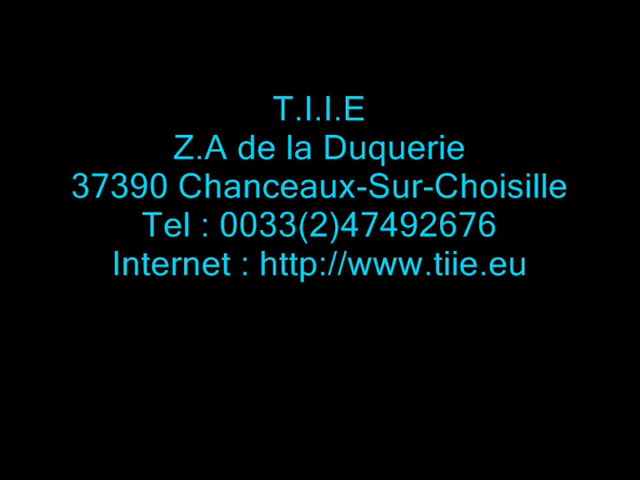 T.I.I.E
Z.A de la Duquerie
37390 Chanceaux-Sur-Choisille
Tel : 0033(2)47492676
Internet : http://www.tiie.eu